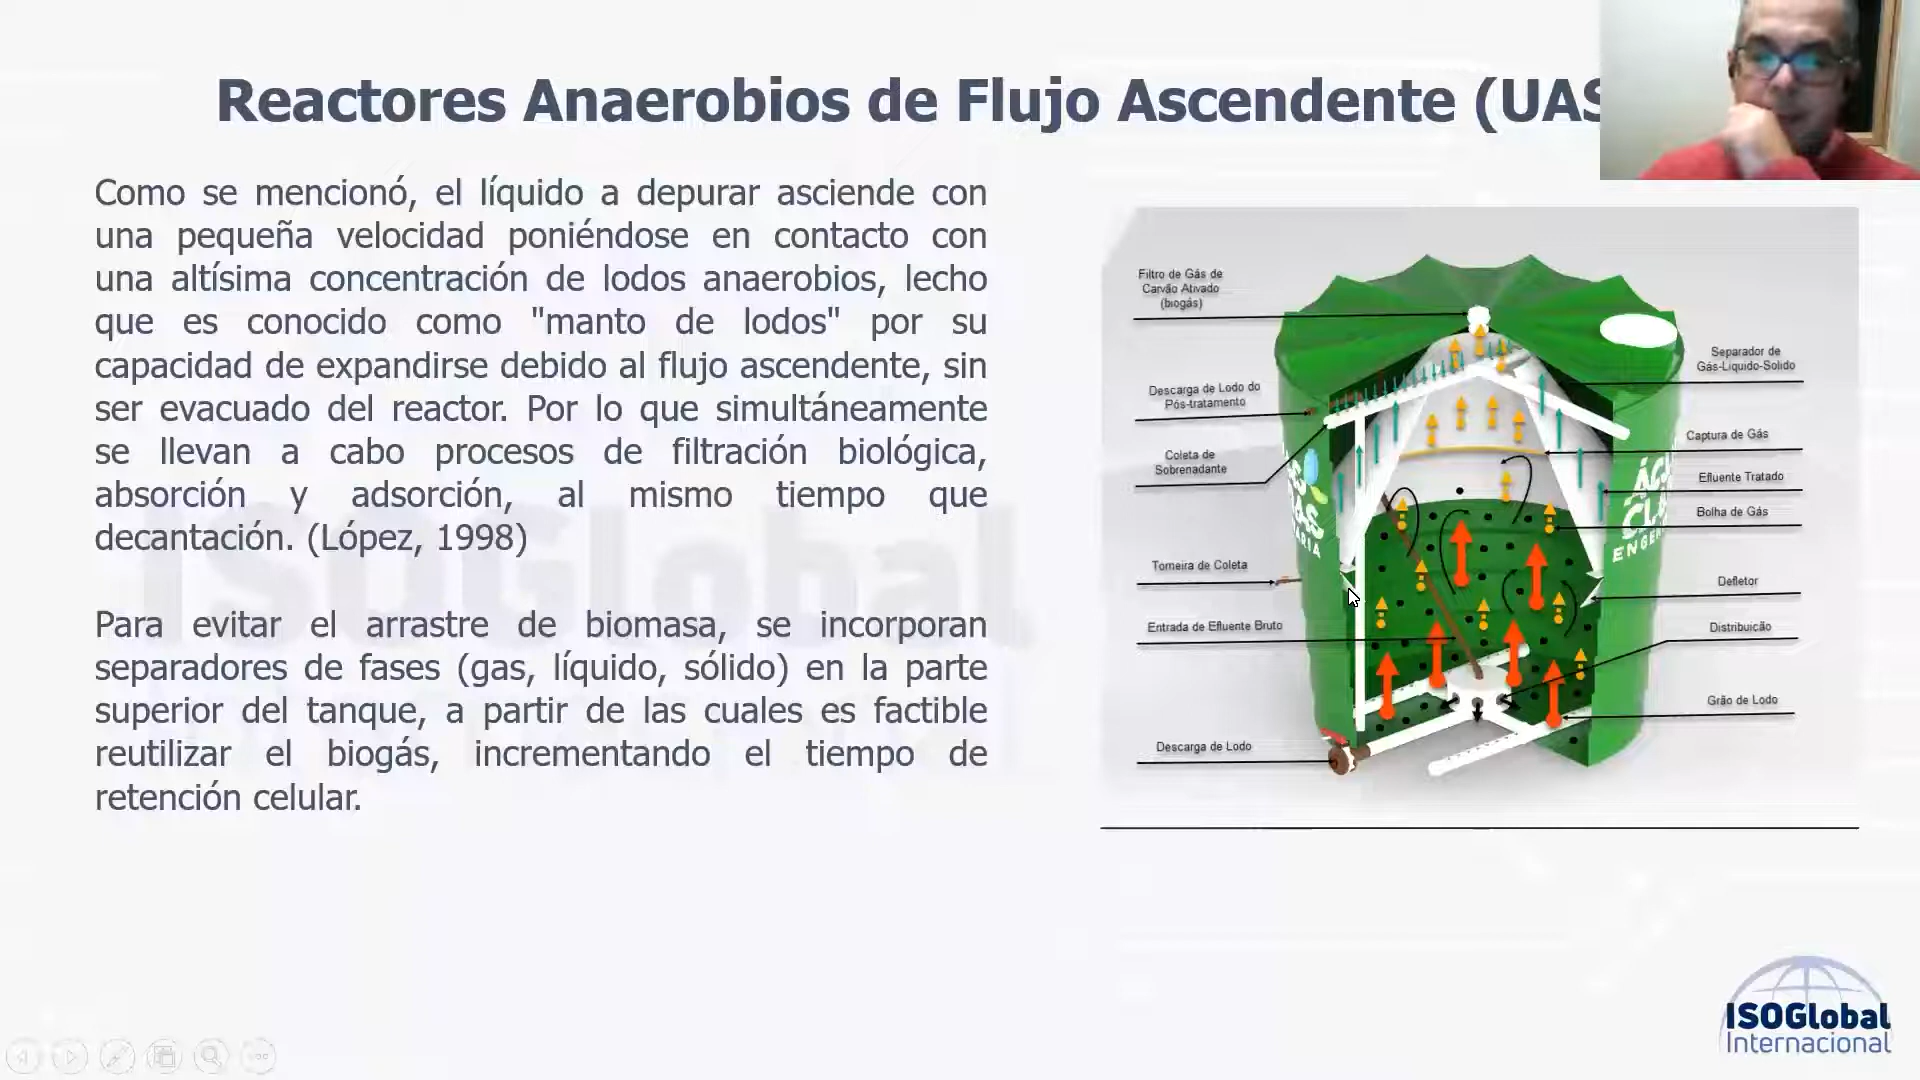 Reactores Anaerobios de Flujo Ascendente (UAS
Como se mencionó, el líquido a depurar asciende con
una pequeña velocidad poniéndose en contacto con
una altísima concentración de lodos anaerobios, lecho
que es conocido como "manto de lodos" por su
capacidad de expandirse debido al flujo ascendente, sin
ser evacuado del reactor. Por lo que simultáneamente
se llevan a cabo procesos de filtración biológica,
absorción y adsorción, al mismo tiempo que
decantación. (López, 1998)
Para evitar el arrastre de biomasa, se incorporan
separadores de fases (gas, líquido, sólido) en la parte
superior del tanque, a partir de las cuales es factible
reutilizar el biogás, incrementando el tiempo de
retención celular.
Filtro de Gás de
Carvão Ativado
(biogás)
Descarga de Lodo do
Pós-tratamento
Coleta de
Sobrenadante
Torneira de Coleta
Entrada de Efluente Bruto
Descarga de Lodo
Separador de
Gás-Liquido-Solido
Captura de Gás
Efluente Tratado
Bolha de Gás
Defletor
Distribuicão
Grão de Lodo
ISOGlobal
ISOGlobal
Internacional